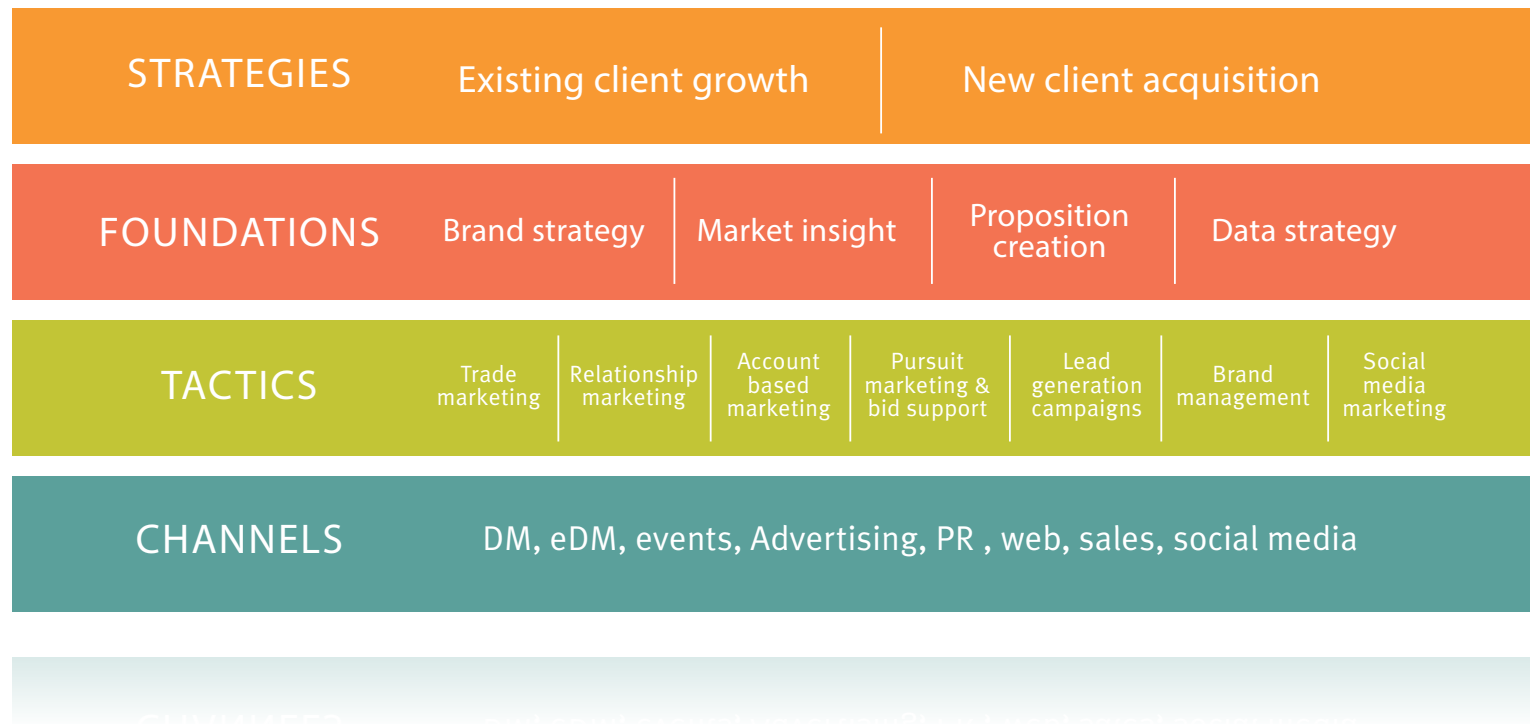 STRATEGIES
Existing client growth
New client acquisition
FOUNDATIONS
Brand strategy
Market insight
Proposition
creation
Data strategy
TACTICS
Trade
marketing
Relationship
marketing
Account
based
marketing
Pursuit
marketing &
bid support
Lead
generation
campaigns
Brand
management
Social
media
marketing
CHANNELS
DM, eDM, events, Advertising, PR , web, sales, social media